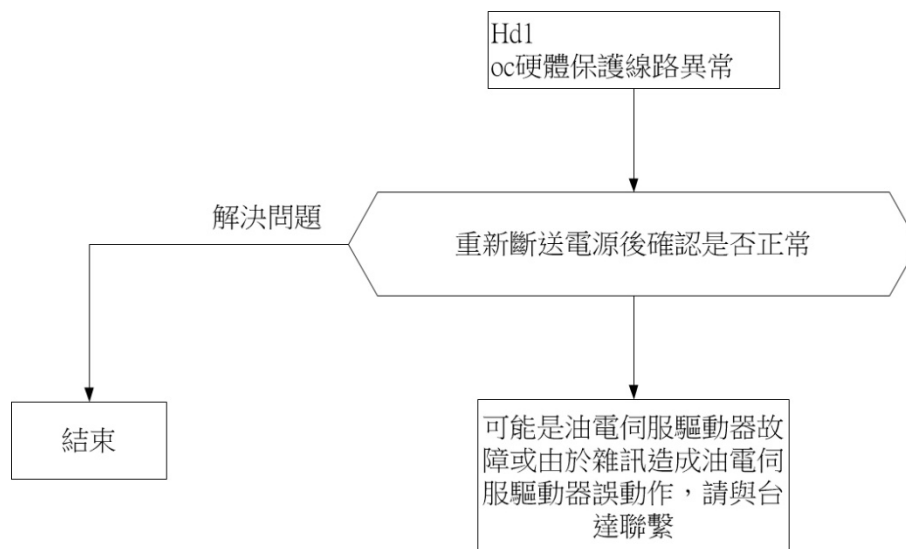 Hd1
oc硬體保護線路異常
解決問題
重新斷送電源後確認是否正常
結束
可能是油電伺服驅動器故
障或由於雜訊造成油電伺
服驅動器誤動作，請與台
達聯繫